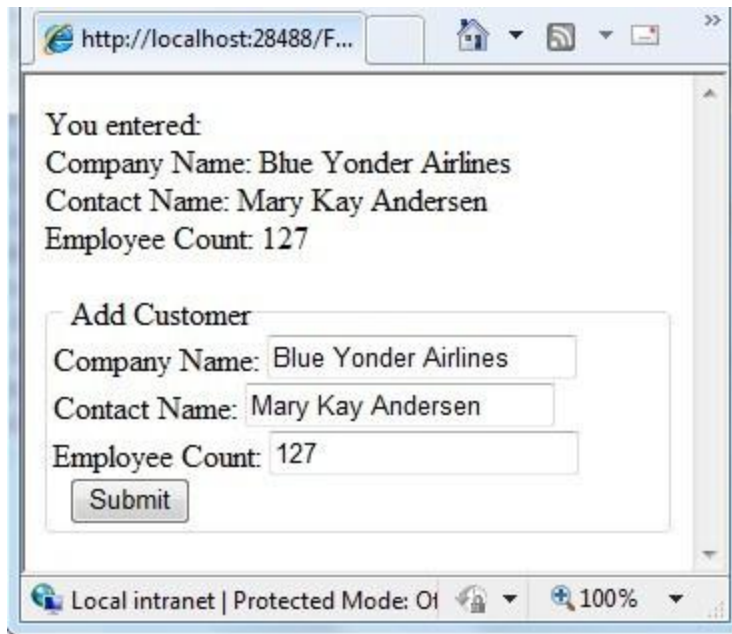 http://localhost:28488/F...
You entered:
Company Name: Blue Yonder Airlines
Contact Name: Mary Kay Andersen
Employee Count: 127
Add Customer
Company Name: Blue Yonder Airlines
Contact Name: Mary Kay Andersen
Employee Count: 127
Submit
Local intranet | Protected Mode: Of
100%